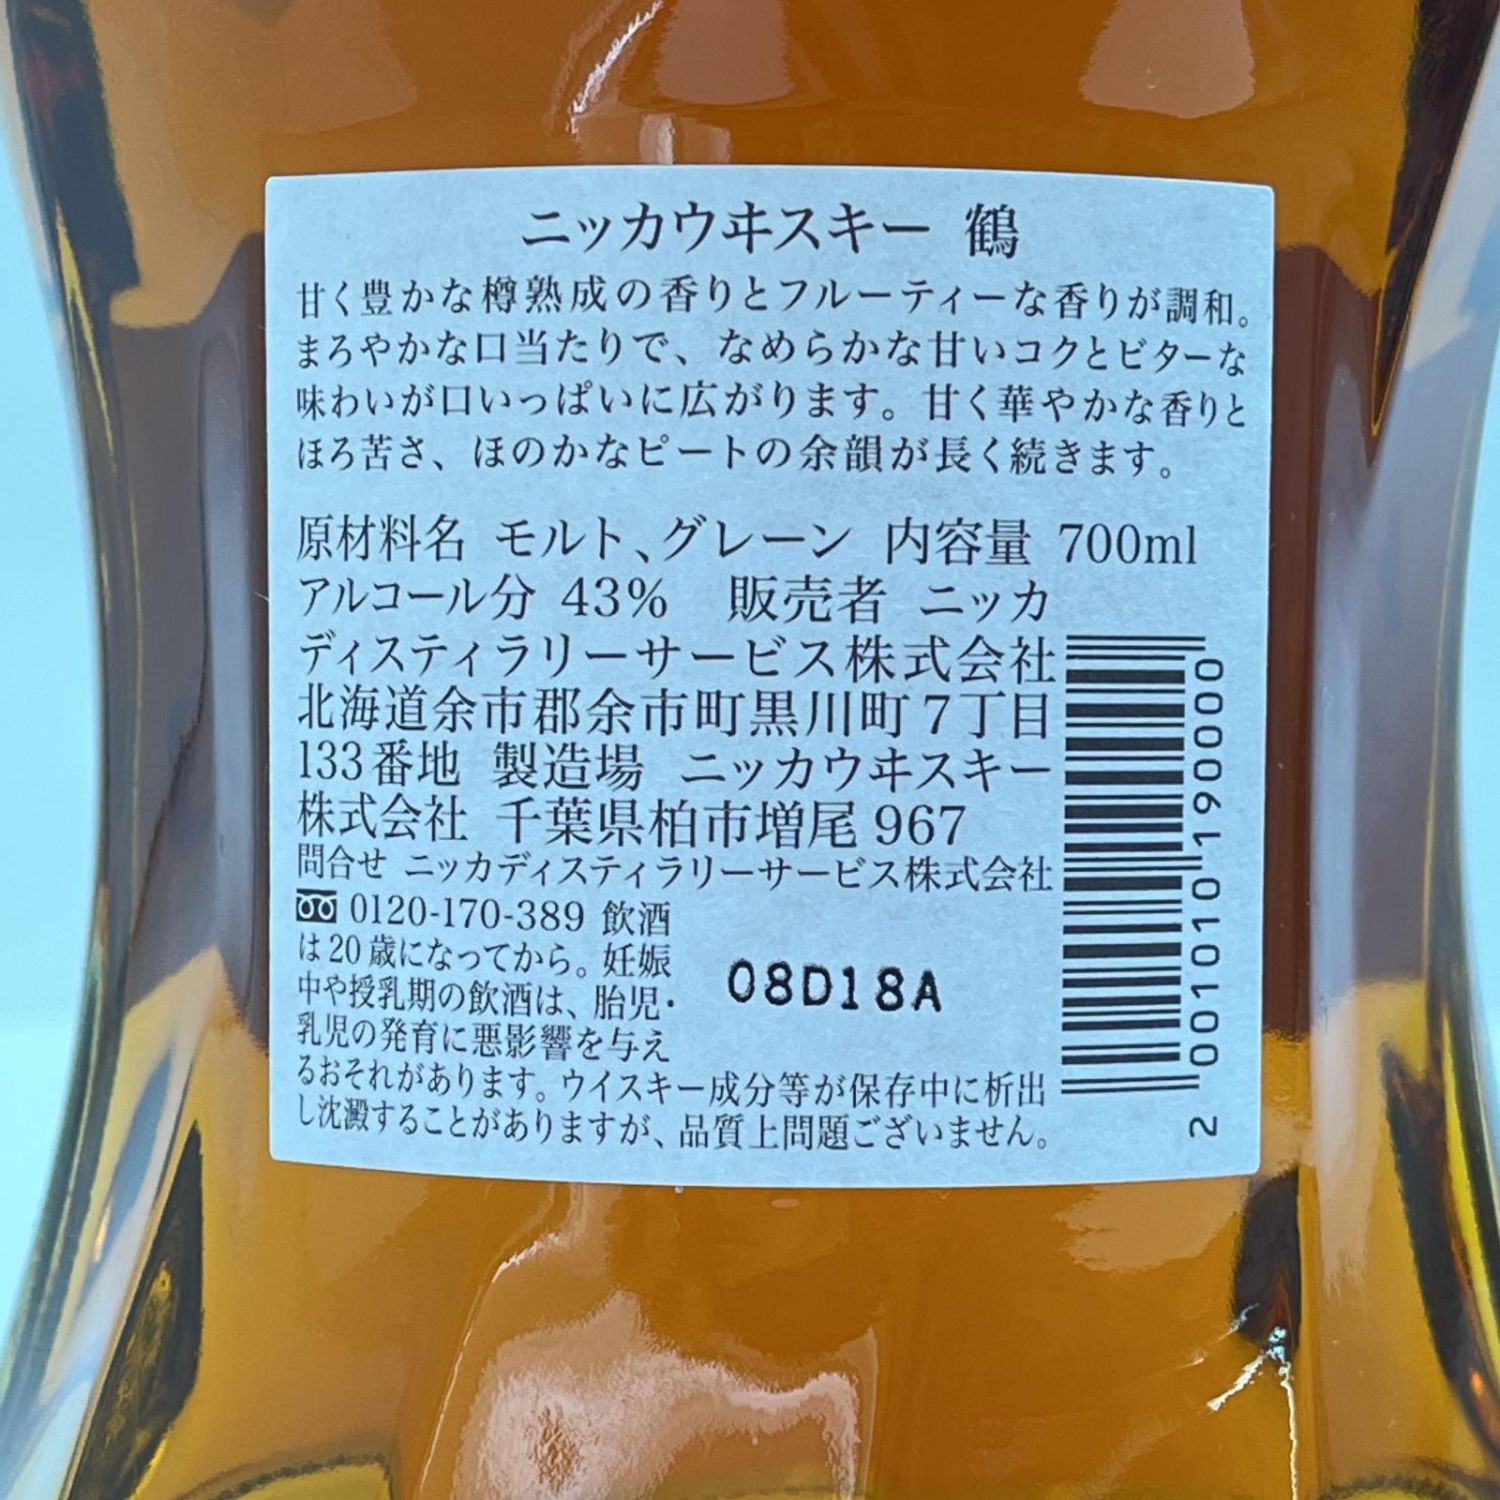 ニッカウヰスキー 鶴
甘く豊かな樽熟成の香りとフルーティーな香りが調和。
まろやかな口当たりで、なめらかな甘いコクとビターな
味わいが口いっぱいに広がります。甘く華やかな香りと
ほろ苦さ、ほのかなピートの余韻が長く続きます。
原材料名 モルト、グレーン 内容量 700ml
アルコール分 43% 販売者 ニッカ
ディスティラリーサービス株式会社
北海道余市郡余市町黒川町7丁目
133番地 製造場 ニッカウヰスキー
株式会社 千葉県柏市増尾967
問合せ ニッカディスティラリーサービス株式会社
0120-170-389 飲酒
は20歳になってから。妊娠
中や授乳期の飲酒は、胎児・
乳児の発育に悪影響を与え
るおそれがあります。ウイスキー成分等が保存中に析出
し沈澱することがありますが、品質上問題ございません。
08D18A
2 001010 190000